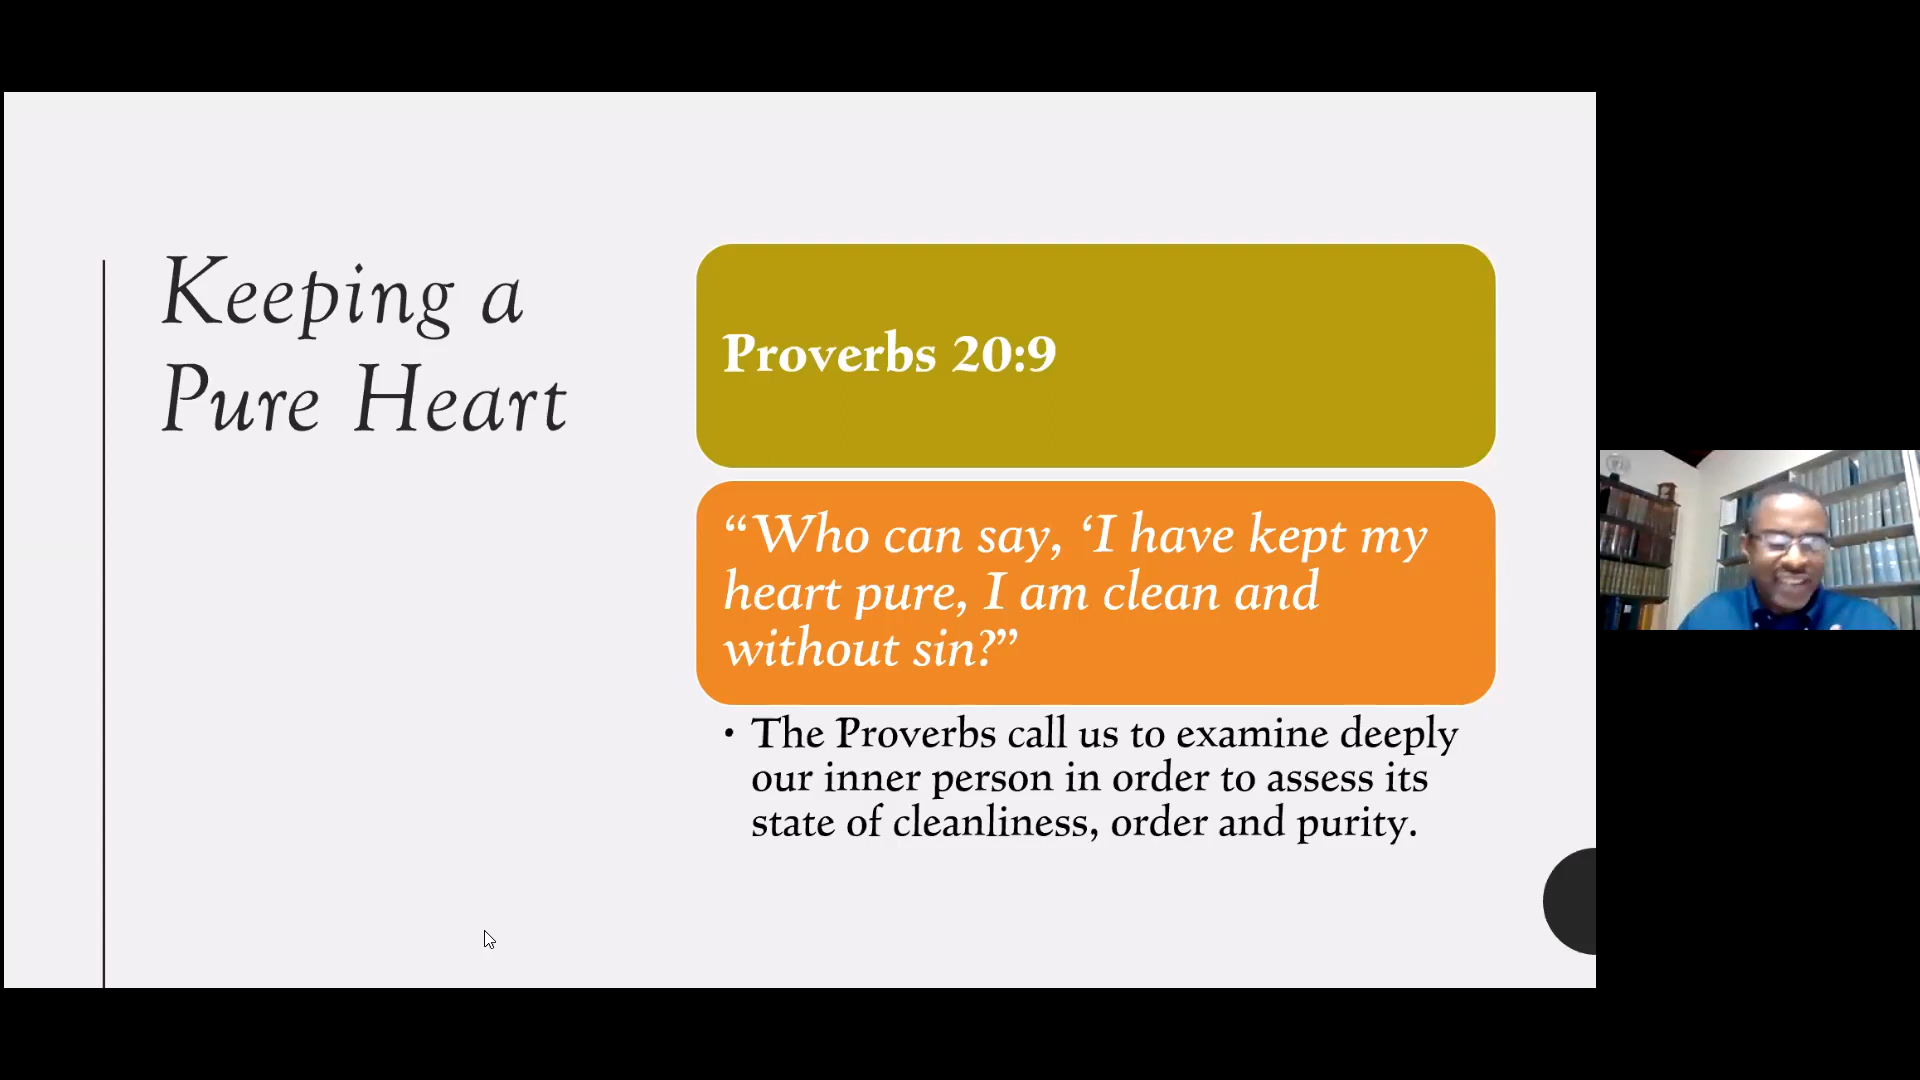 Keeping a
Pure Heart
Proverbs 20:9
“Who can say, ‘I have kept my
heart pure, I am clean and
without sin?”
• The Proverbs call us to examine deeply
our inner person in order to assess its
state of cleanliness, order and purity.